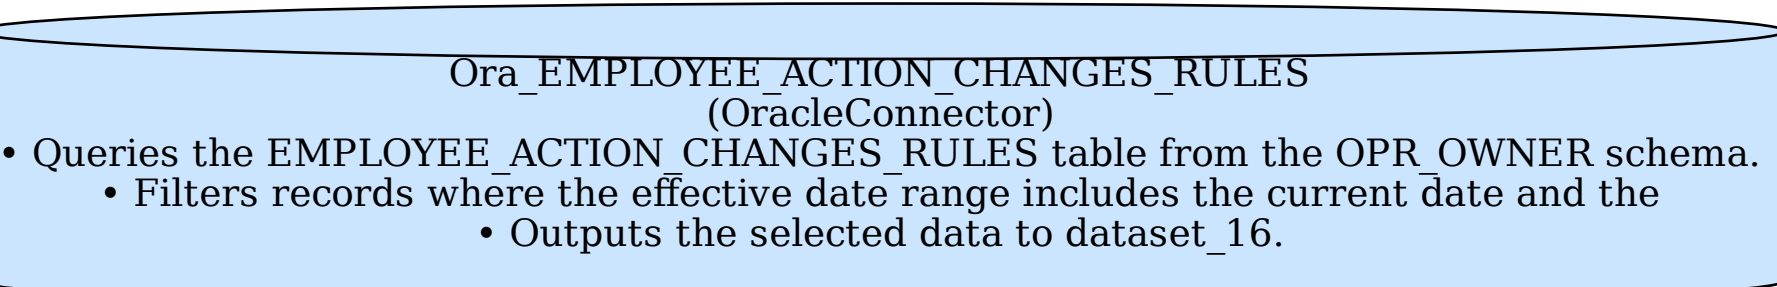 Ora_EMPLOYEE_ACTION_CHANGES_RULES
(OracleConnector)
• Queries the EMPLOYEE_ACTION_CHANGES_RULES table from the OPR_OWNER schema.
• Filters records where the effective date range includes the current date and the
• Outputs the selected data to dataset_16.